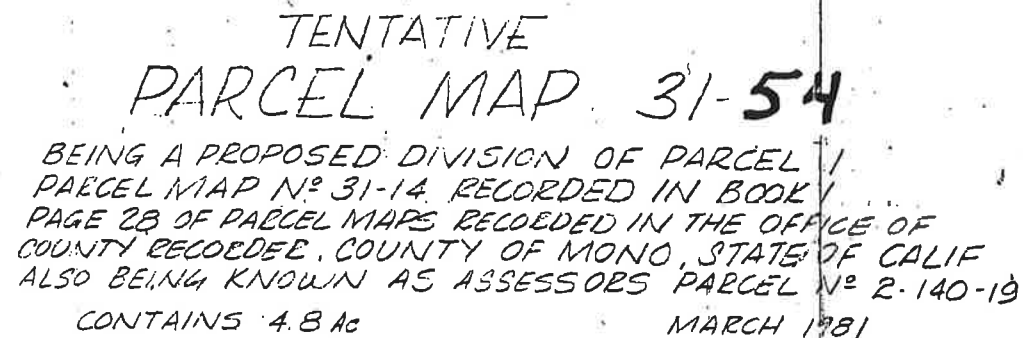 TENTATIVE
PARCEL MAP 31-54
BEING A PROPOSED DIVISION OF PARCEL 1
PARCEL MAP Nº 31-14 RECORDED IN BOOK 1
PAGE 28 OF PARCEL MAPS RECORDED IN THE OFFICE OF
COUNTY RECORDER, COUNTY OF MONO, STATE OF CALIF
ALSO BEING KNOWN AS ASSESSORS PARCEL Nº 2-140-19
CONTAINS 4.8 Ac MARCH 1981